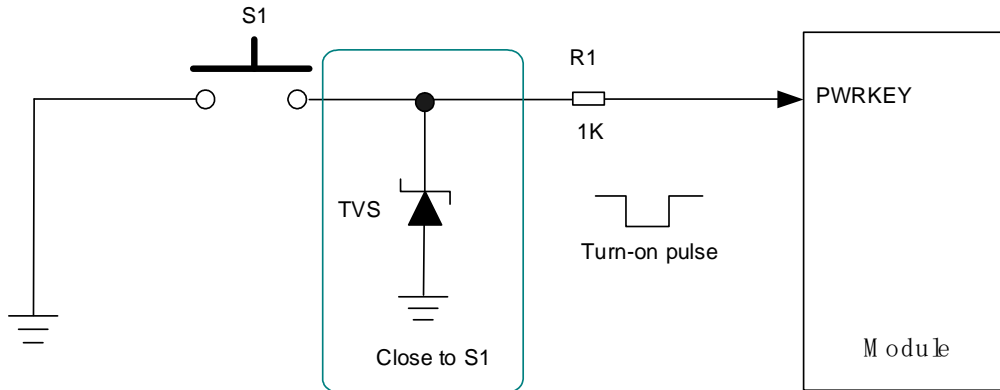 S1
R1
PWRKEY
1K
TVS
Turn-on pulse
Close to S1
Module